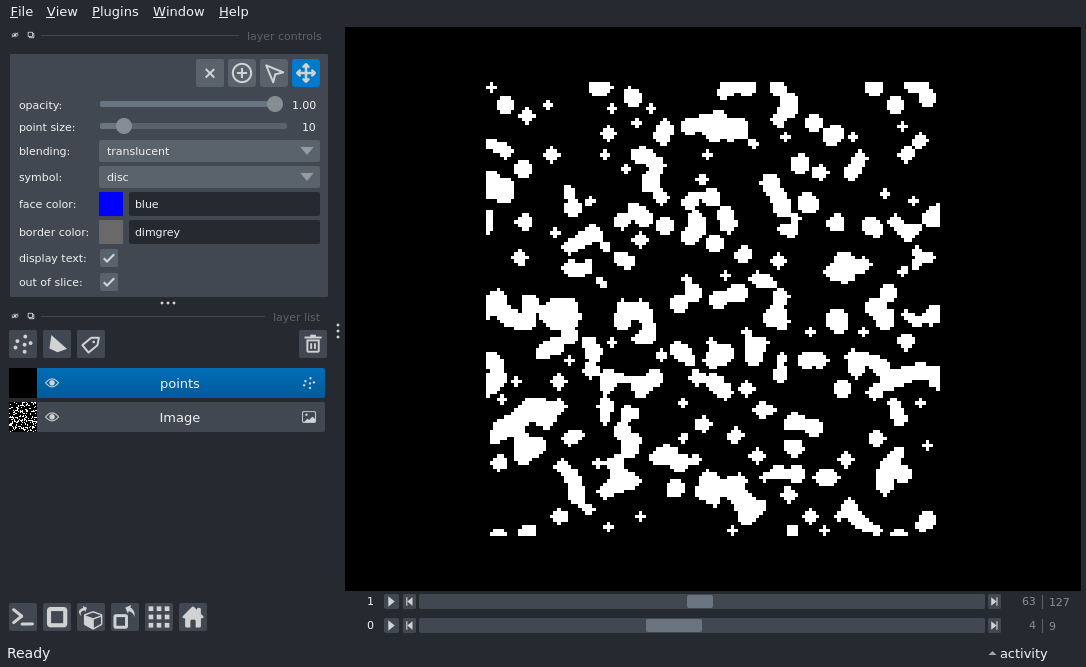 File View Plugins Window Help
layer controls
opacity: 1.00
point size: 10
blending: translucent
symbol: disc
face color: blue
border color: dimgrey
display text:
out of slice:
layer list
points
Image
1 63 127
0 4 9
Ready activity